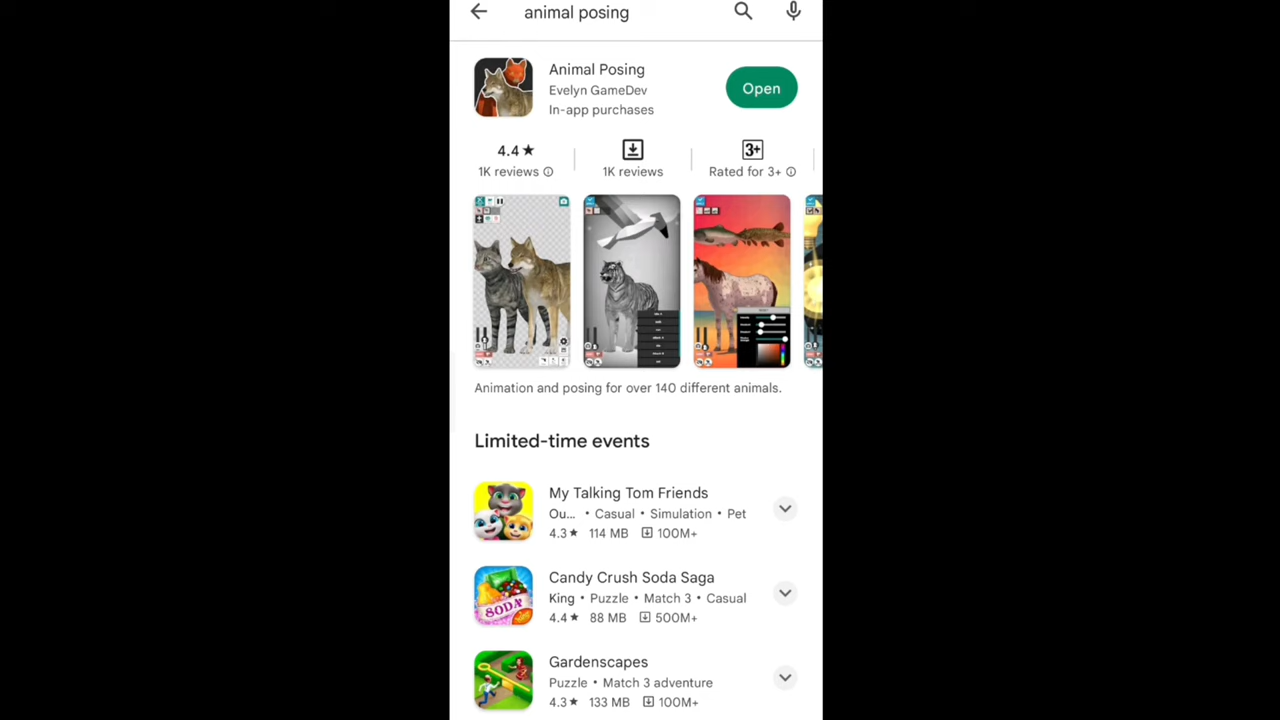 animal posing
Animal Posing
Evelyn GameDev
In-app purchases
Open
4.4★
1K reviews
1K reviews
3+
Rated for 3+
Animation and posing for over 140 different animals.
Limited-time events
My Talking Tom Friends
Ou... • Casual • Simulation • Pet
4.3★ 114 MB 100M+
Candy Crush Soda Saga
King • Puzzle • Match 3 • Casual
4.4★ 88 MB 500M+
SODA
Gardenscapes
Puzzle • Match 3 adventure
4.3★ 133 MB 100M+